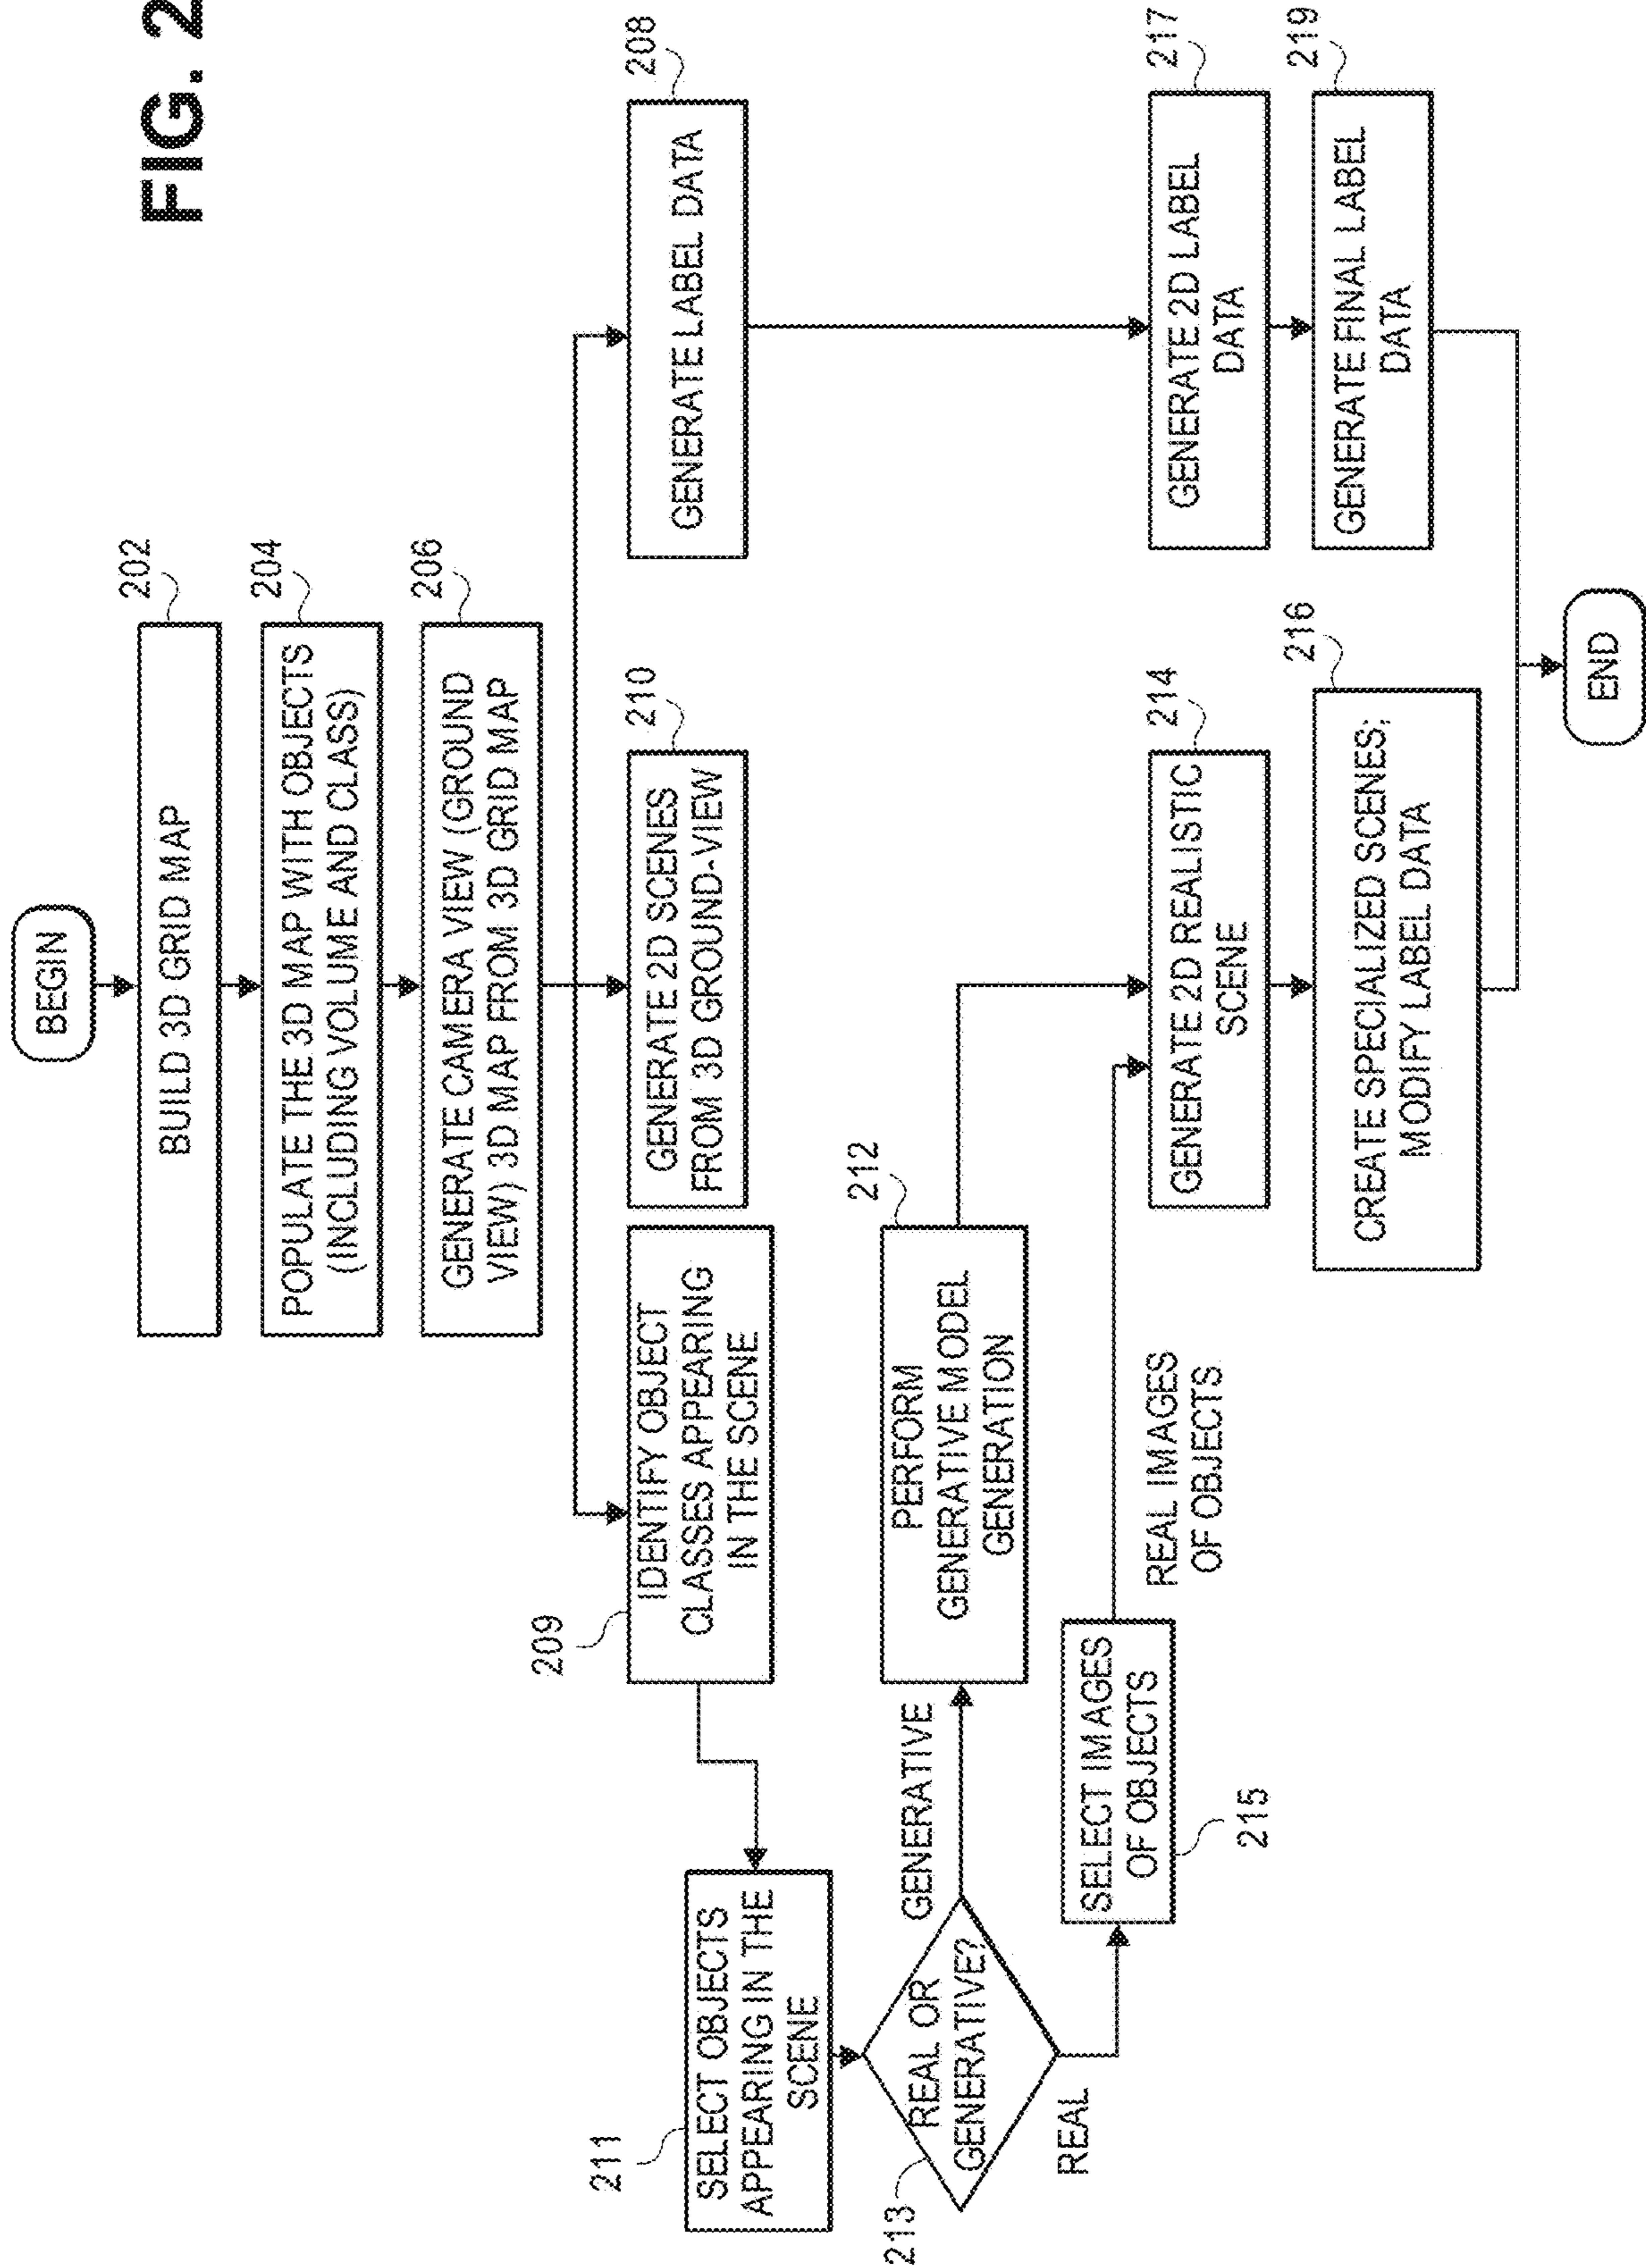 FIG. 2
BEGIN
202
BUILD 3D GRID MAP
204
POPULATE THE 3D MAP WITH OBJECTS
(INCLUDING VOLUME AND CLASS)
206
GENERATE CAMERA VIEW (GROUND
VIEW) 3D MAP FROM 3D GRID MAP
209
IDENTIFY OBJECT
CLASSES APPEARING
IN THE SCENE
210
GENERATE 2D SCENES
FROM 3D GROUND-VIEW
208
GENERATE LABEL DATA
211
SELECT OBJECTS
APPEARING IN THE
SCENE
213
REAL OR
GENERATIVE?
GENERATIVE
REAL
212
PERFORM
GENERATIVE MODEL
GENERATION
215
SELECT IMAGES
OF OBJECTS
REAL IMAGES
OF OBJECTS
214
GENERATE 2D REALISTIC
SCENE
217
GENERATE 2D LABEL
DATA
216
CREATE SPECIALIZED SCENES;
MODIFY LABEL DATA
219
GENERATE FINAL LABEL
DATA
END